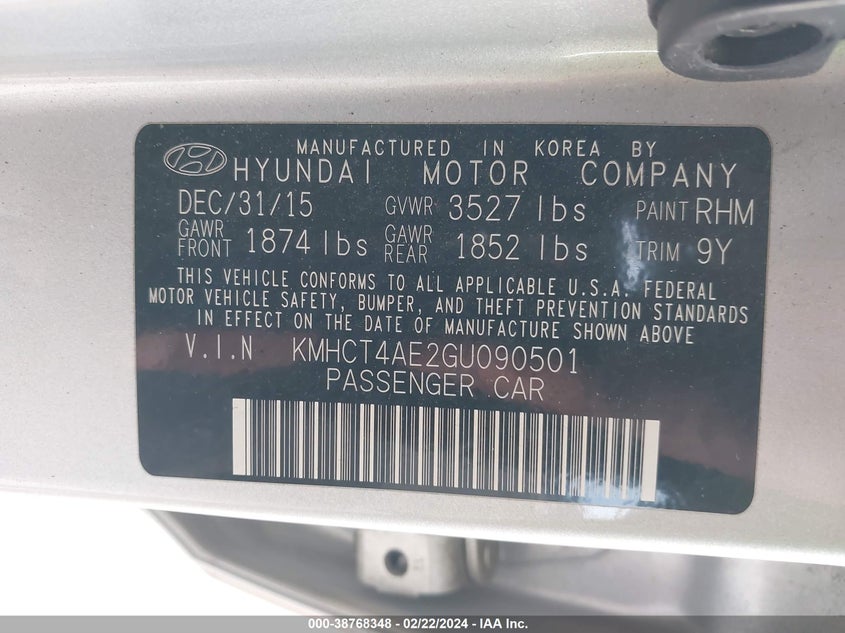 MANUFACTURED IN KOREA BY
HYUNDAI MOTOR COMPANY
DEC/31/15 GVWR 3527 lbs PAINT RHM
GAWR FRONT 1874 lbs GAWR REAR 1852 lbs TRIM 9Y
THIS VEHICLE CONFORMS TO ALL APPLICABLE U.S.A. FEDERAL
MOTOR VEHICLE SAFETY, BUMPER, AND THEFT PREVENTION STANDARDS
IN EFFECT ON THE DATE OF MANUFACTURE SHOWN ABOVE
V.I.N KMHCT4AE2GU090501
PASSENGER CAR
000-38768348 - 02/22/2024 - IAA Inc.